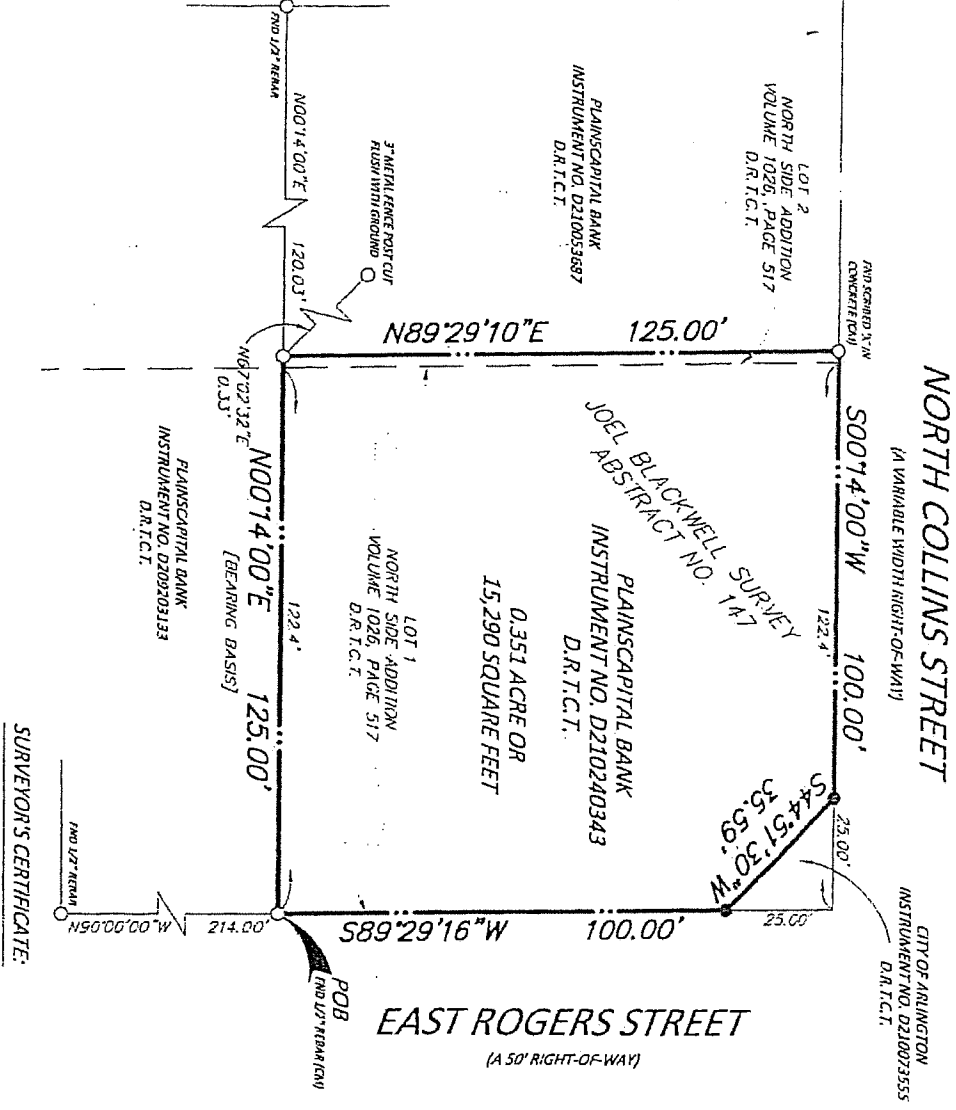 NORTH COLLINS STREET
(A VARIABLE WIDTH RIGHT-OF-WAY)
FND SCRIBED 'X' IN
CONCRETE (CM)
S00°14'00"W 100.00'
122.4'
25.00'
CITY OF ARLINGTON
INSTRUMENT NO. D210073555
D.R.T.C.T.
S44°51'30"W
35.59'
25.00'
LOT 2
NORTH SIDE ADDITION
VOLUME 1026, PAGE 517
D.R.T.C.T.
PLAINSCAPITAL BANK
INSTRUMENT NO. D210053687
D.R.T.C.T.
N89°29'10"E 125.00'
JOEL BLACKWELL SURVEY
ABSTRACT NO. 147
PLAINSCAPITAL BANK
INSTRUMENT NO. D210240343
D.R.T.C.T.
0.351 ACRE OR
15,290 SQUARE FEET
LOT 1
NORTH SIDE ADDITION
VOLUME 1026, PAGE 517
D.R.T.C.T.
3" METAL FENCE POST CUT
FLUSH WITH GROUND
FND 1/2" REBAR
N00°14'00"E 120.03'
N67°02'32"E
0.33'
122.4'
N00°14'00"E 125.00'
[BEARING BASIS]
PLAINSCAPITAL BANK
INSTRUMENT NO. D209203133
D.R.T.C.T.
S89°29'16"W 100.00'
EAST ROGERS STREET
(A 50' RIGHT-OF-WAY)
POB
FND 1/2" REBAR (CM)
214.00'
N90°00'00"W
FND 1/2" REBAR
SURVEYOR'S CERTIFICATE: